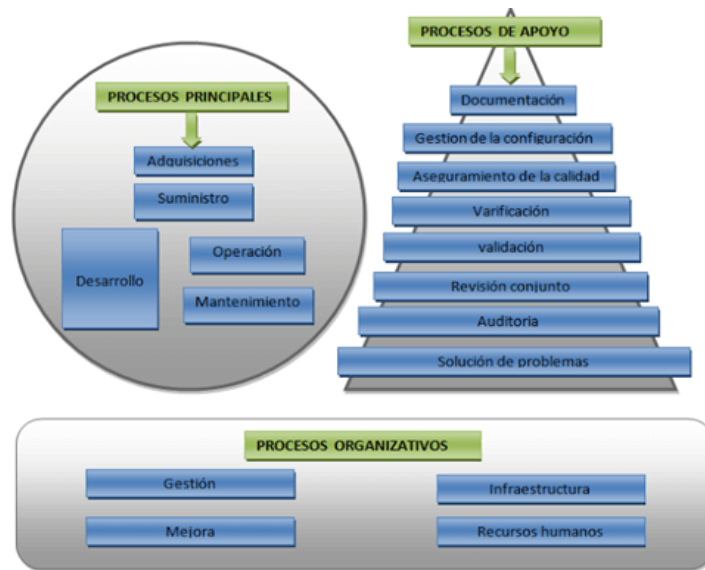 PROCESOS PRINCIPALES
Adquisiciones
Suministro
Desarrollo
Operación
Mantenimiento
PROCESOS DE APOYO
Documentación
Gestion de la configuración
Aseguramiento de la calidad
Varificación
validación
Revisión conjunto
Auditoria
Solución de problemas
PROCESOS ORGANIZATIVOS
Gestión
Infraestructura
Mejora
Recursos humanos